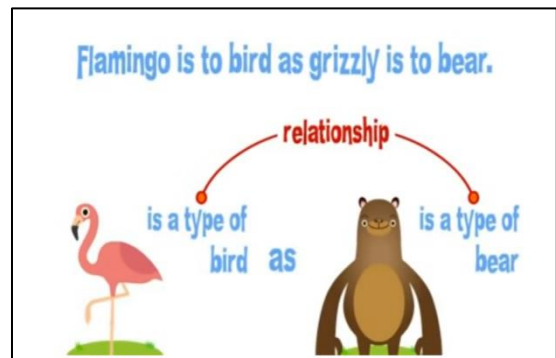 Flamingo is to bird as grizzly is to bear.
relationship
is a type of
bird
as
is a type of
bear